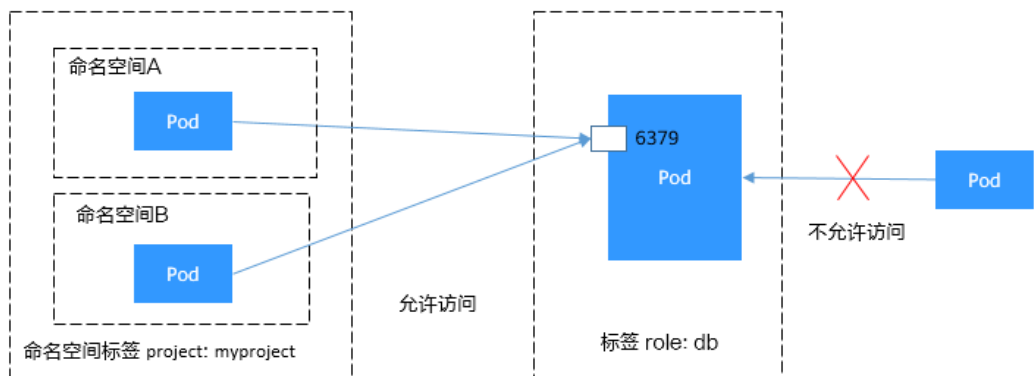 命名空间A
Pod
命名空间B
Pod
命名空间标签 project: myproject
允许访问
6379
Pod
标签 role: db
不允许访问
Pod